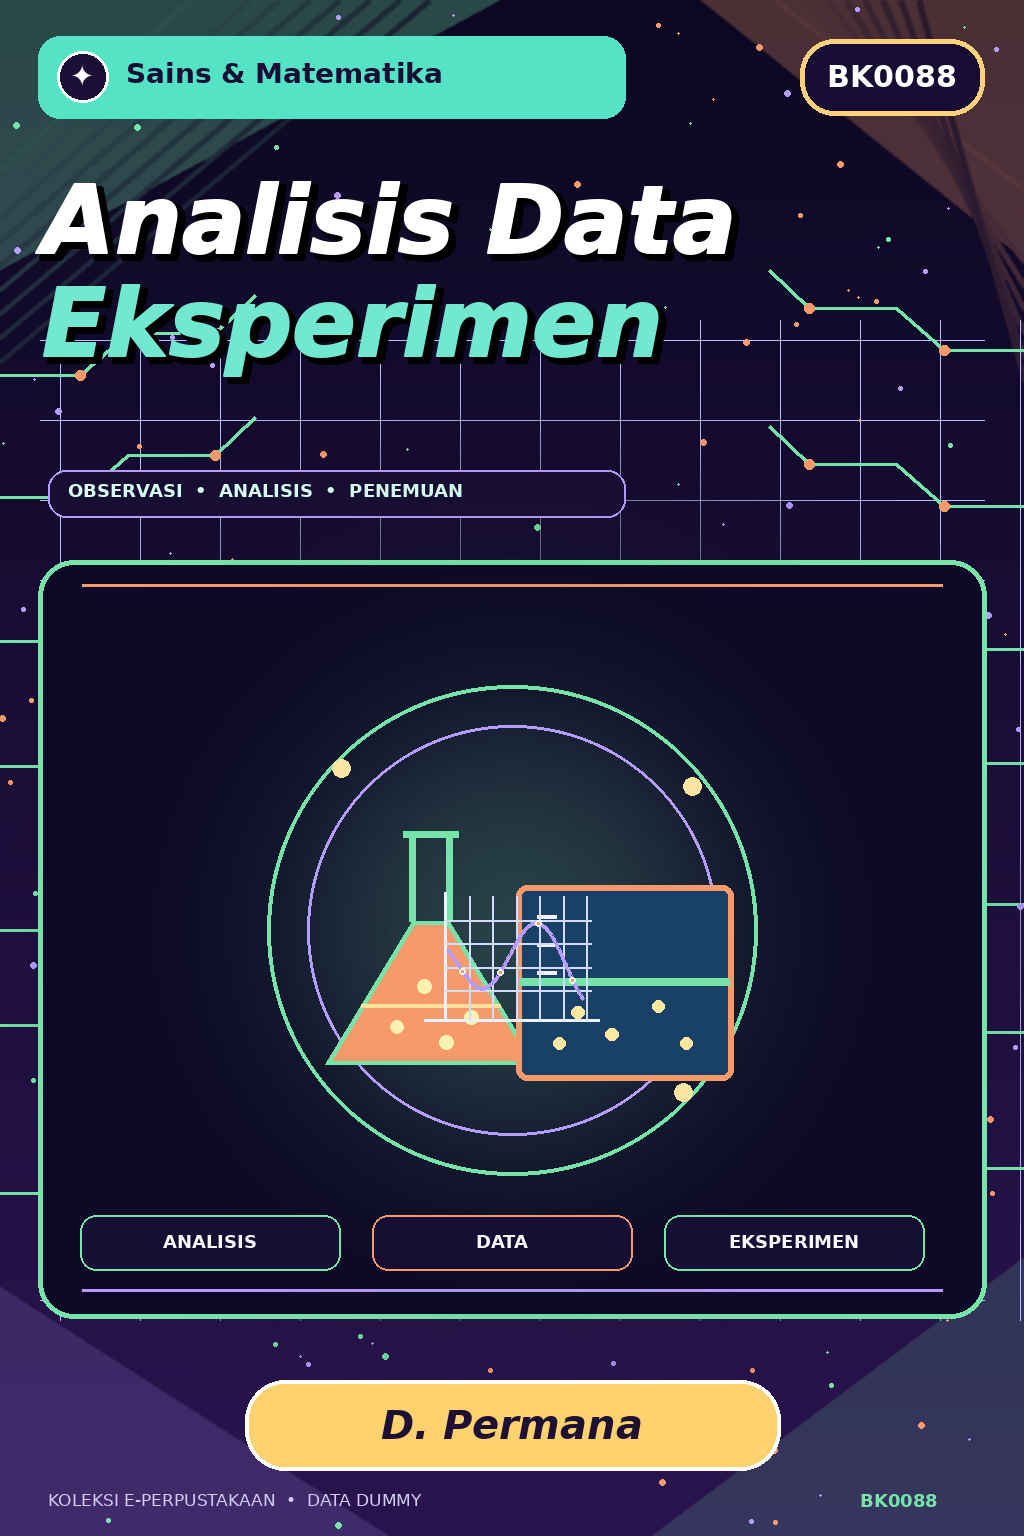 ✦ Sains & Matematika
BK0088
Analisis Data
Eksperimen
OBSERVASI • ANALISIS • PENEMUAN
ANALISIS
DATA
EKSPERIMEN
D. Permana
KOLEKSI E-PERPUSTAKAAN • DATA DUMMY
BK0088